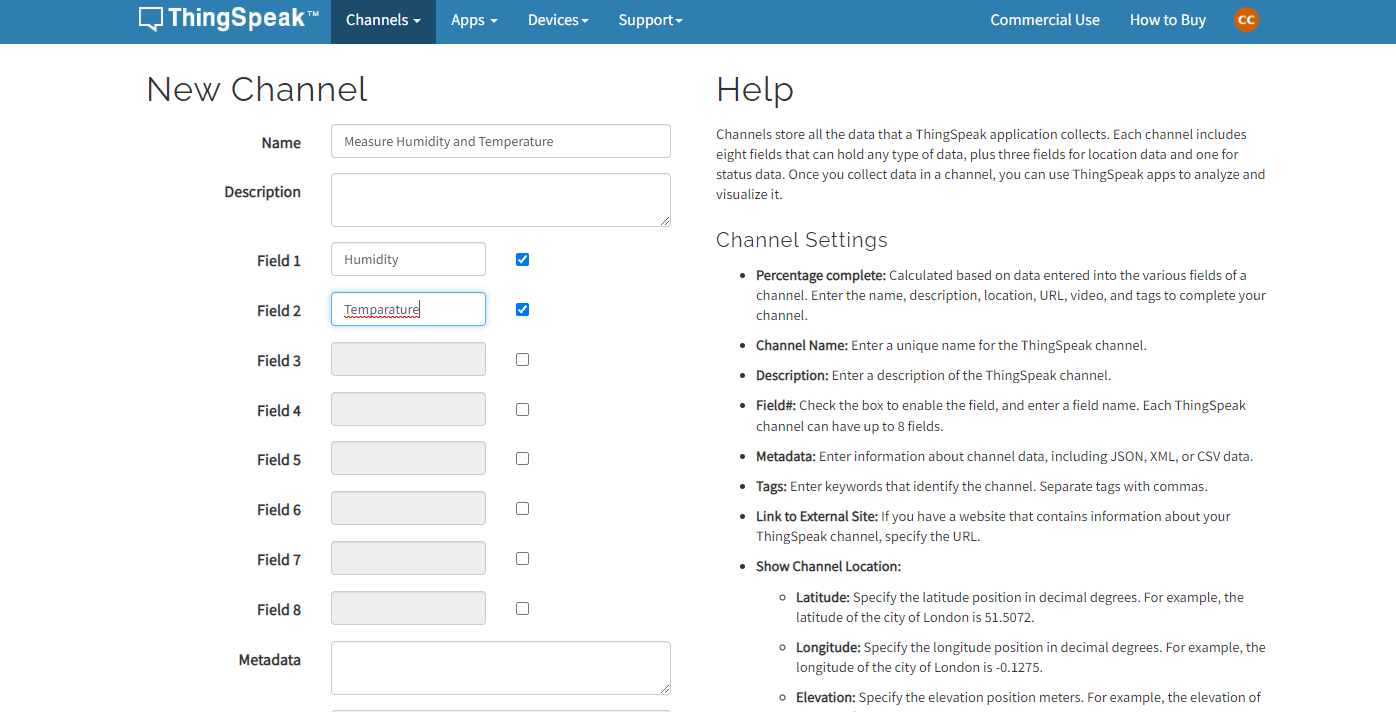 ThingSpeak™ Channels Apps Devices Support Commercial Use How to Buy CC
New Channel
Name Measure Humidity and Temperature
Description
Field 1 Humidity
Field 2 Temparature
Field 3
Field 4
Field 5
Field 6
Field 7
Field 8
Metadata
Help
Channels store all the data that a ThingSpeak application collects. Each channel includes
eight fields that can hold any type of data, plus three fields for location data and one for
status data. Once you collect data in a channel, you can use ThingSpeak apps to analyze and
visualize it.
Channel Settings
• Percentage complete: Calculated based on data entered into the various fields of a
channel. Enter the name, description, location, URL, video, and tags to complete your
channel.
• Channel Name: Enter a unique name for the ThingSpeak channel.
• Description: Enter a description of the ThingSpeak channel.
• Field#: Check the box to enable the field, and enter a field name. Each ThingSpeak
channel can have up to 8 fields.
• Metadata: Enter information about channel data, including JSON, XML, or CSV data.
• Tags: Enter keywords that identify the channel. Separate tags with commas.
• Link to External Site: If you have a website that contains information about your
ThingSpeak channel, specify the URL.
• Show Channel Location:
◦ Latitude: Specify the latitude position in decimal degrees. For example, the
latitude of the city of London is 51.5072.
◦ Longitude: Specify the longitude position in decimal degrees. For example, the
longitude of the city of London is -0.1275.
◦ Elevation: Specify the elevation position meters. For example, the elevation of